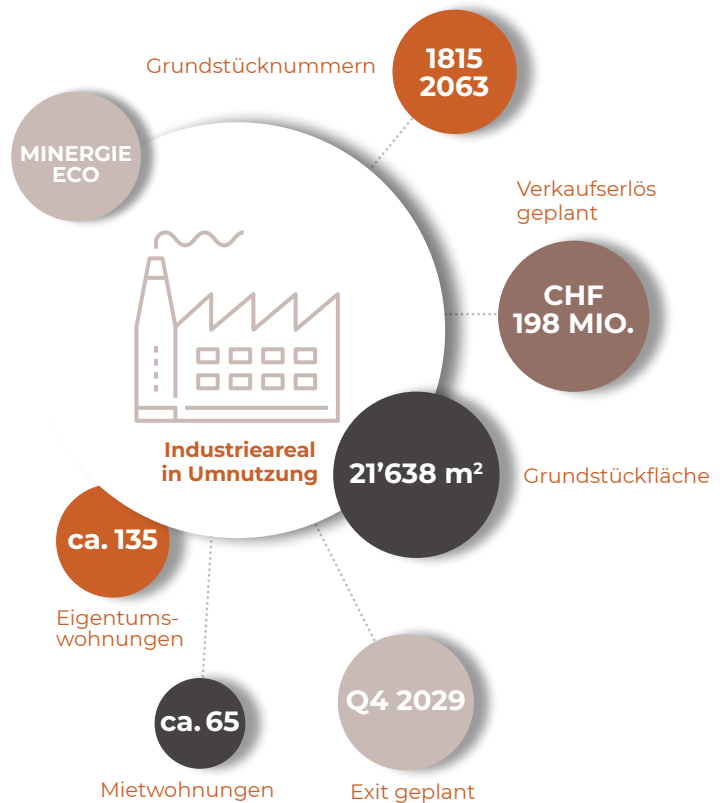 Grundstücknummern
1815
2063
MINERGIE
ECO
Verkaufserlös
geplant
CHF
198 MIO.
Industrieareal
in Umnutzung
21’638 m²
Grundstückfläche
ca. 135
Eigentums-
wohnungen
ca. 65
Mietwohnungen
Q4 2029
Exit geplant